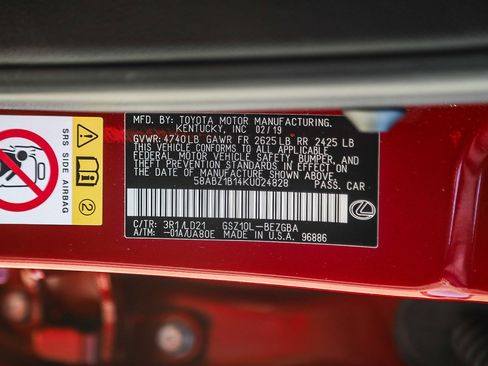 MFD. BY: TOYOTA MOTOR MANUFACTURING,
KENTUCKY, INC 02/19
GVWR: 4740LB GAWR FR 2625LB RR 2425 LB
THIS VEHICLE CONFORMS TO ALL APPLICABLE
FEDERAL MOTOR VEHICLE SAFETY, BUMPER, AND
THEFT PREVENTION STANDARDS IN EFFECT ON
THE DATE OF MANUFACTURE SHOWN ABOVE.
58ABZ1B14KU024828 PASS. CAR
C/TR: 3R1/LD21 GSZ10L-BEZGBA
A/TM: -01A/UA80E MADE IN U.S.A. 96886
SRS SIDE AIRBAG
2